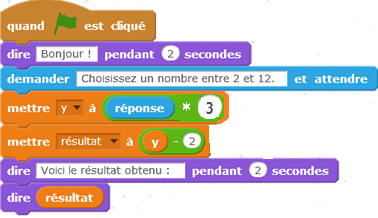 quand est cliqué
dire Bonjour ! pendant 2 secondes
demander Choisissez un nombre entre 2 et 12. et attendre
mettre y à réponse * 3
mettre résultat à y - 2
dire Voici le résultat obtenu : pendant 2 secondes
dire résultat